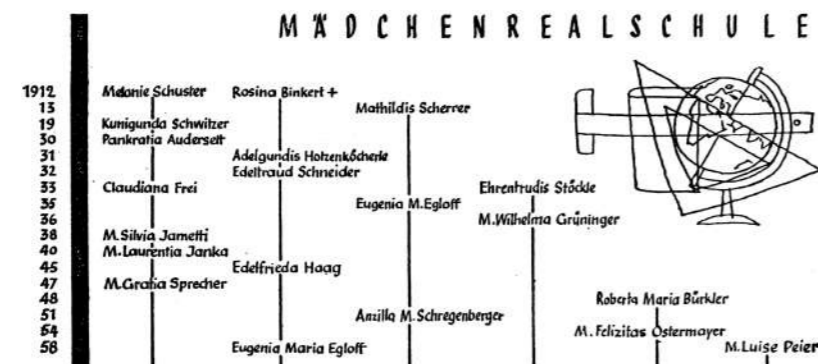 MÄDCHENREALSCHULE
1912 Melanie Schuster Rosina Binkert +
13 Mathildis Scherrer
19 Kunigunda Schwitzer
30 Pankratia Auderselt
31 Adelgundis Hotzenköcherle
32 Edeltraud Schneider
33 Claudiana Frei Ehrentrudis Stöckle
35 Eugenia M. Egloff
36 M. Wilhelma Grüninger
38 M. Silvia Jametti
40 M. Laurentia Janka
45 Edelfrieda Haag
47 M. Gratia Sprecher
48 Roberta Maria Bürkler
51 Anzilla M. Schregenberger
54 M. Felizitas Ostermayer
58 Eugenia Maria Egloff M. Luise Peier